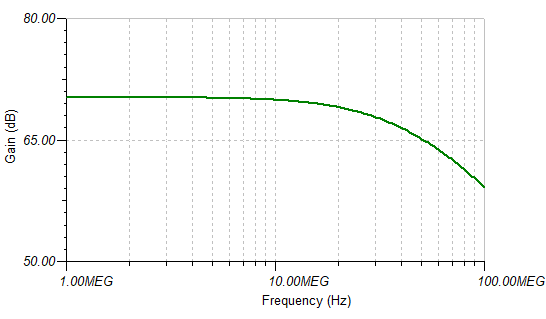 80.00
65.00
50.00
Gain (dB)
1.00MEG 10.00MEG 100.00MEG
Frequency (Hz)